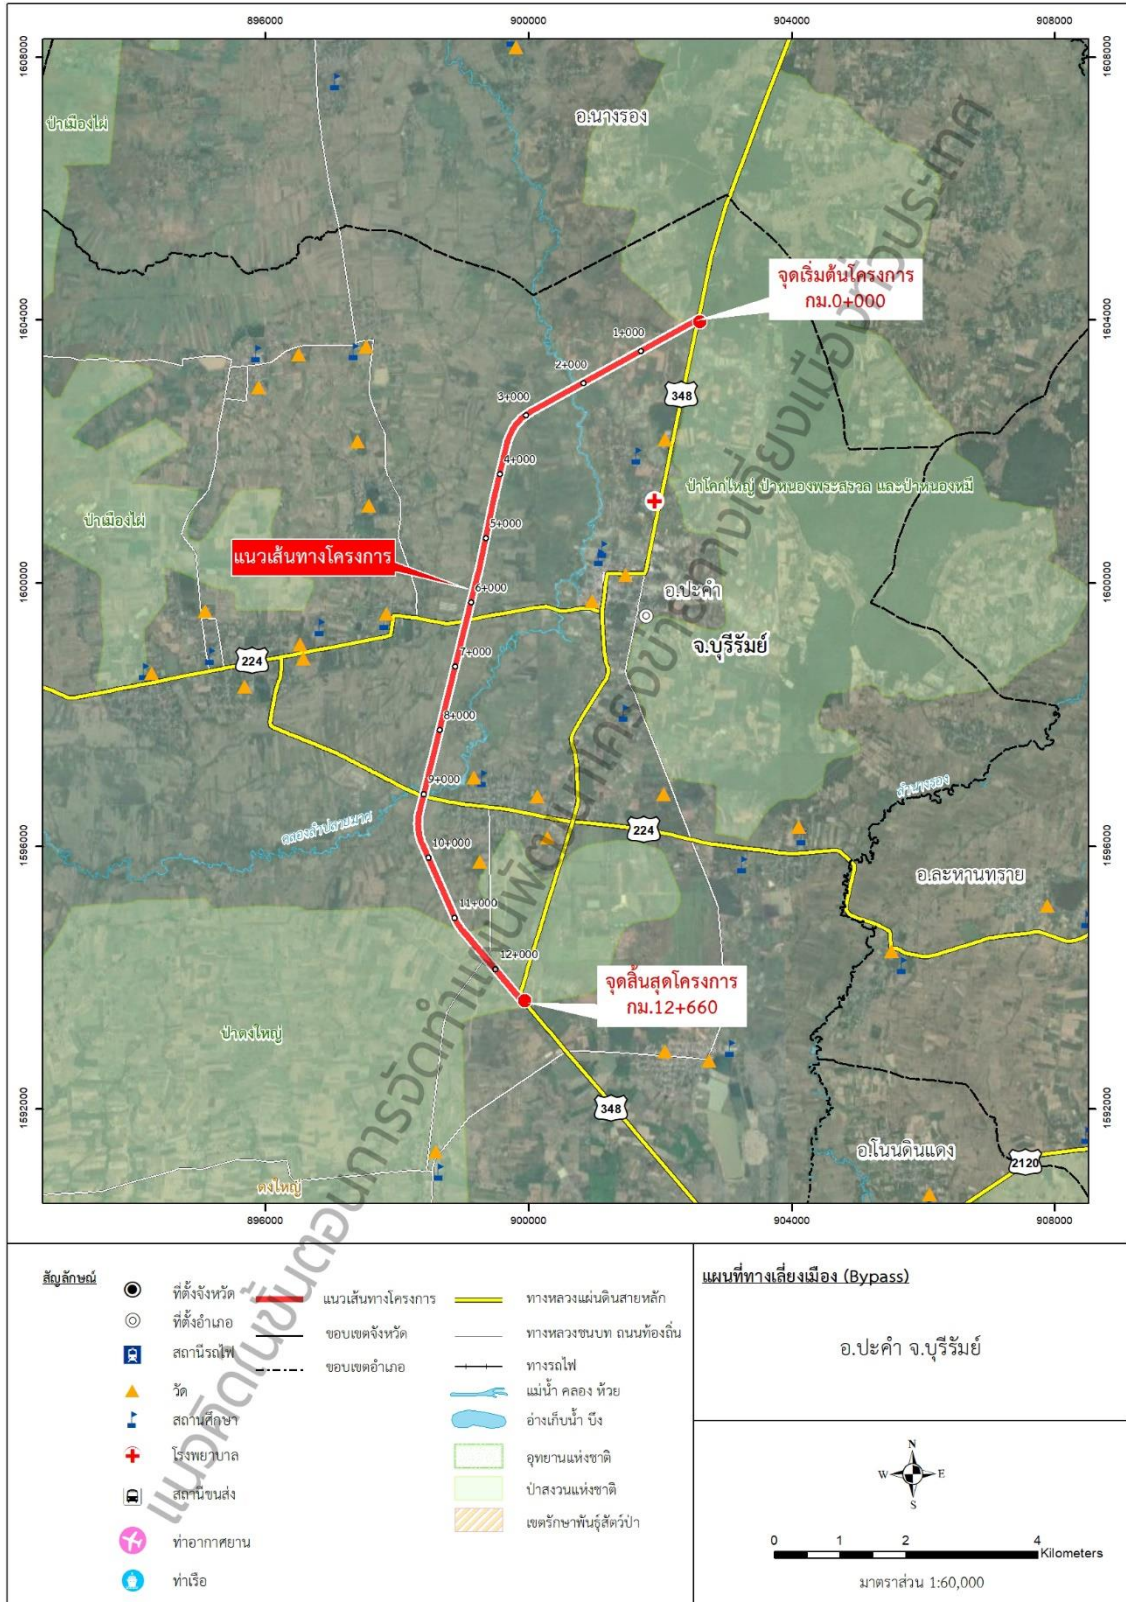 896000
900000
904000
908000
1608000
1608000
ป่าเมืองไผ่
อ.นางรอง
จุดเริ่มต้นโครงการ
กม.0+000
1604000
1604000
1+000
2+000
3+000
348
4+000
ป่าโคกใหญ่ ป่าหนองพระสรวล และป่าหนองหมี
ป่าเมืองไผ่
5+000
แนวเส้นทางโครงการ
1600000
1600000
6+000
อ.ปะคำ
จ.บุรีรัมย์
224
7+000
8+000
9+000
ลำนางรอง
คลองลำปลายมาศ
224
1596000
1596000
10+000
อ.ละหานทราย
11+000
12+000
จุดสิ้นสุดโครงการ
กม.12+660
ป่าดงใหญ่
1592000
1592000
348
อ.โนนดินแดง
2120
ดงใหญ่
896000
900000
904000
908000
แนวคิดในขั้นตอนการจัดทำแผนพัฒนาโครงข่ายทางเลี่ยงเมืองทั่วประเทศ
สัญลักษณ์
ที่ตั้งจังหวัด
ที่ตั้งอำเภอ
สถานีรถไฟ
วัด
สถานศึกษา
โรงพยาบาล
สถานีขนส่ง
ท่าอากาศยาน
ท่าเรือ
แนวเส้นทางโครงการ
ขอบเขตจังหวัด
ขอบเขตอำเภอ
ทางหลวงแผ่นดินสายหลัก
ทางหลวงชนบท ถนนท้องถิ่น
ทางรถไฟ
แม่น้ำ คลอง ห้วย
อ่างเก็บน้ำ บึง
อุทยานแห่งชาติ
ป่าสงวนแห่งชาติ
เขตรักษาพันธุ์สัตว์ป่า
แผนที่ทางเลี่ยงเมือง (Bypass)
อ.ปะคำ จ.บุรีรัมย์
N
W E
S
0 1 2 4
Kilometers
มาตราส่วน 1:60,000